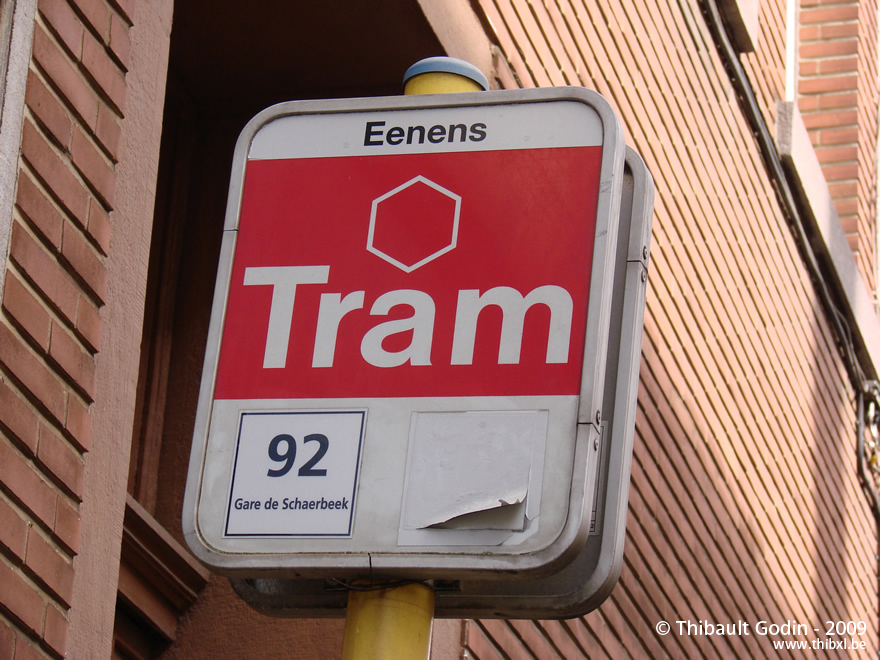 Eenens
Tram
92
Gare de Schaerbeek
© Thibault Godin - 2009
www.thibxl.be